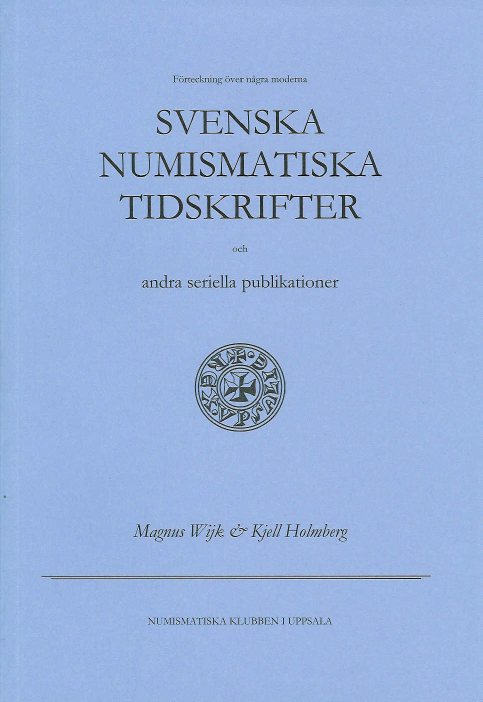 Förteckning över några moderna
SVENSKA
NUMISMATISKA
TIDSKRIFTER
och
andra seriella publikationer
Magnus Wijk & Kjell Holmberg
NUMISMATISKA KLUBBEN I UPPSALA